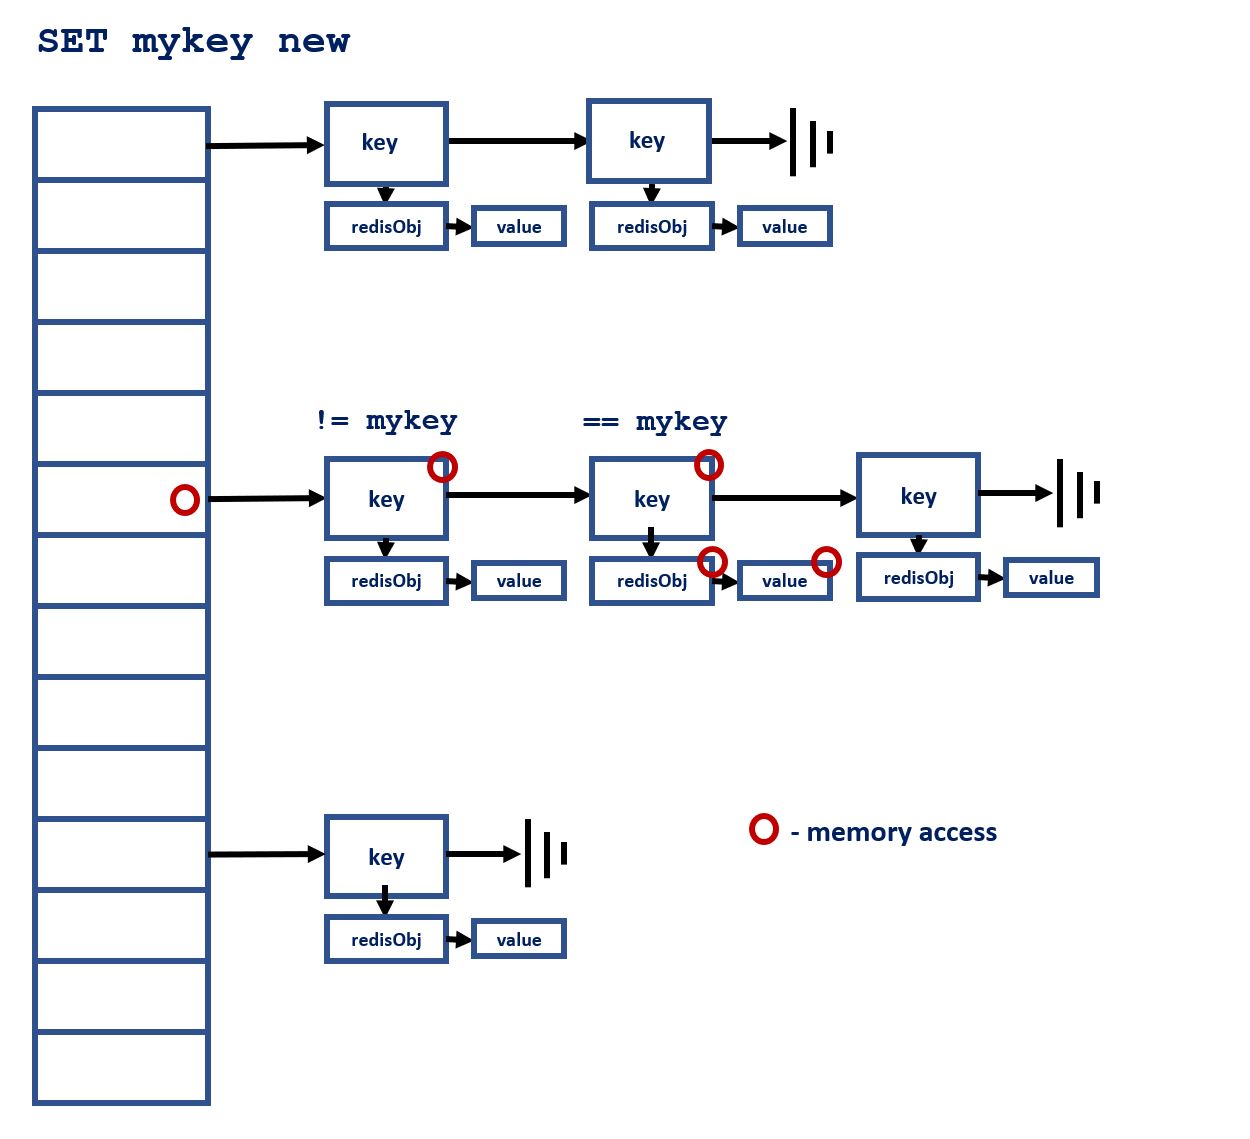 SET mykey new
key
key
redisObj
value
redisObj
value
!= mykey
== mykey
key
key
key
redisObj
value
redisObj
value
redisObj
value
key
- memory access
redisObj
value